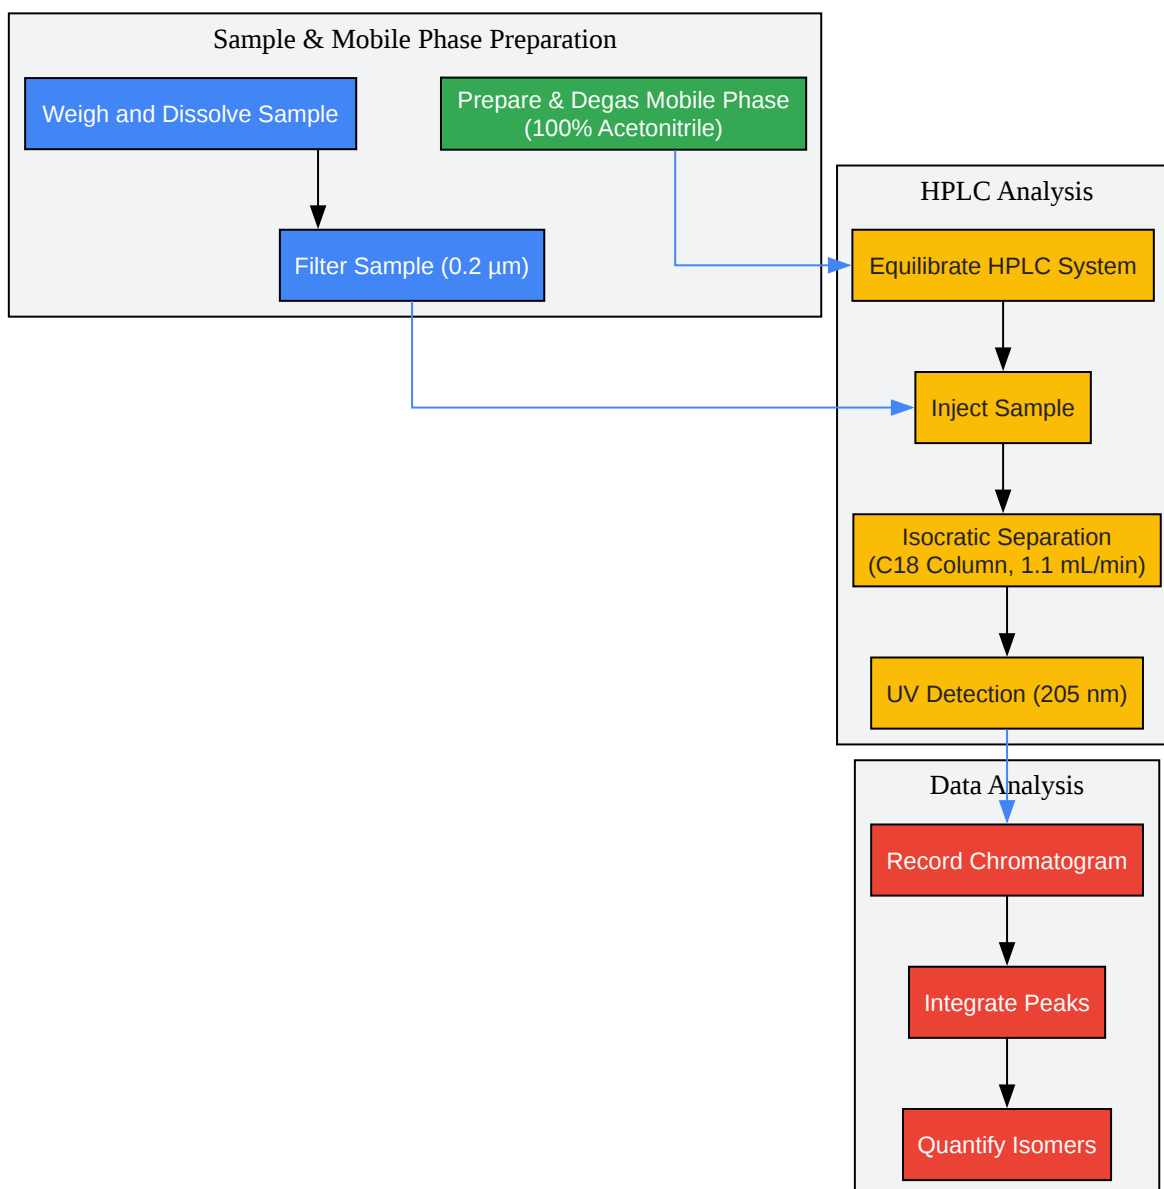 Sample & Mobile Phase Preparation
Weigh and Dissolve Sample
Prepare & Degas Mobile Phase
(100% Acetonitrile)
Filter Sample (0.2 µm)
HPLC Analysis
Equilibrate HPLC System
Inject Sample
Isocratic Separation
(C18 Column, 1.1 mL/min)
UV Detection (205 nm)
Data Analysis
Record Chromatogram
Integrate Peaks
Quantify Isomers